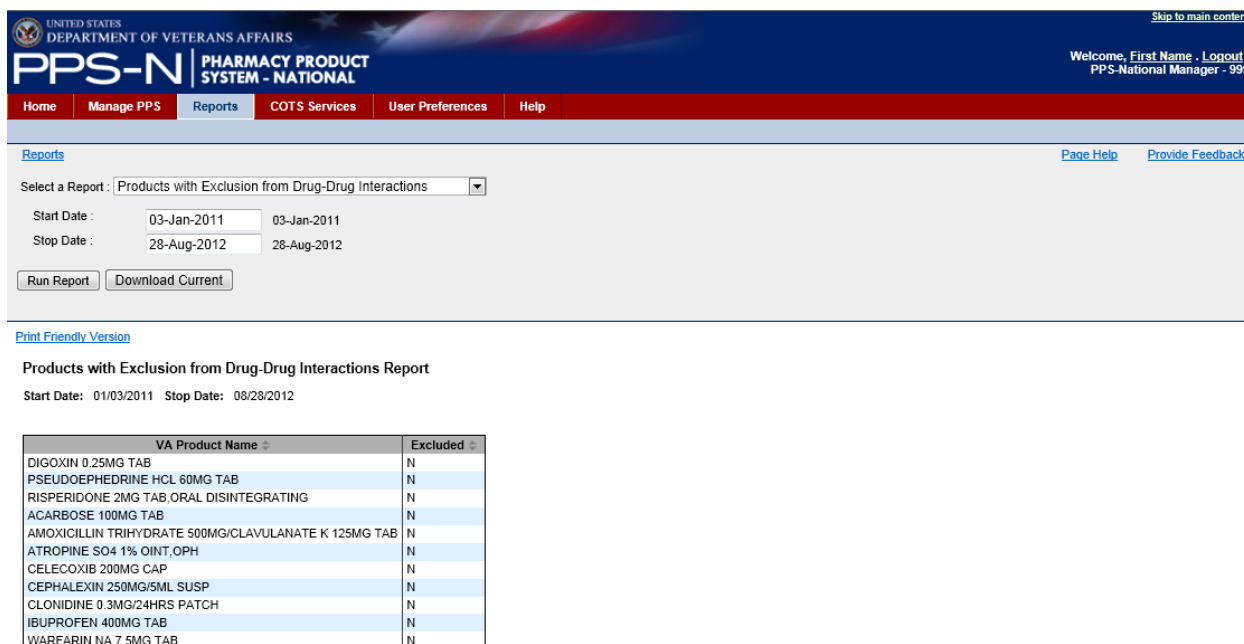 UNITED STATES
DEPARTMENT OF VETERANS AFFAIRS
PPS-N PHARMACY PRODUCT
SYSTEM - NATIONAL
Skip to main conten
Welcome, First Name . Logout
PPS-National Manager - 999
Home Manage PPS Reports COTS Services User Preferences Help
Reports Page Help Provide Feedback
Select a Report : Products with Exclusion from Drug-Drug Interactions
Start Date : 03-Jan-2011 03-Jan-2011
Stop Date : 28-Aug-2012 28-Aug-2012
Run Report Download Current
Print Friendly Version
Products with Exclusion from Drug-Drug Interactions Report
Start Date: 01/03/2011 Stop Date: 08/28/2012
VA Product Name Excluded
DIGOXIN 0.25MG TAB N
PSEUDOEPHEDRINE HCL 60MG TAB N
RISPERIDONE 2MG TAB,ORAL DISINTEGRATING N
ACARBOSE 100MG TAB N
AMOXICILLIN TRIHYDRATE 500MG/CLAVULANATE K 125MG TAB N
ATROPINE SO4 1% OINT,OPH N
CELECOXIB 200MG CAP N
CEPHALEXIN 250MG/5ML SUSP N
CLONIDINE 0.3MG/24HRS PATCH N
IBUPROFEN 400MG TAB N
WARFARIN NA 7.5MG TAB N